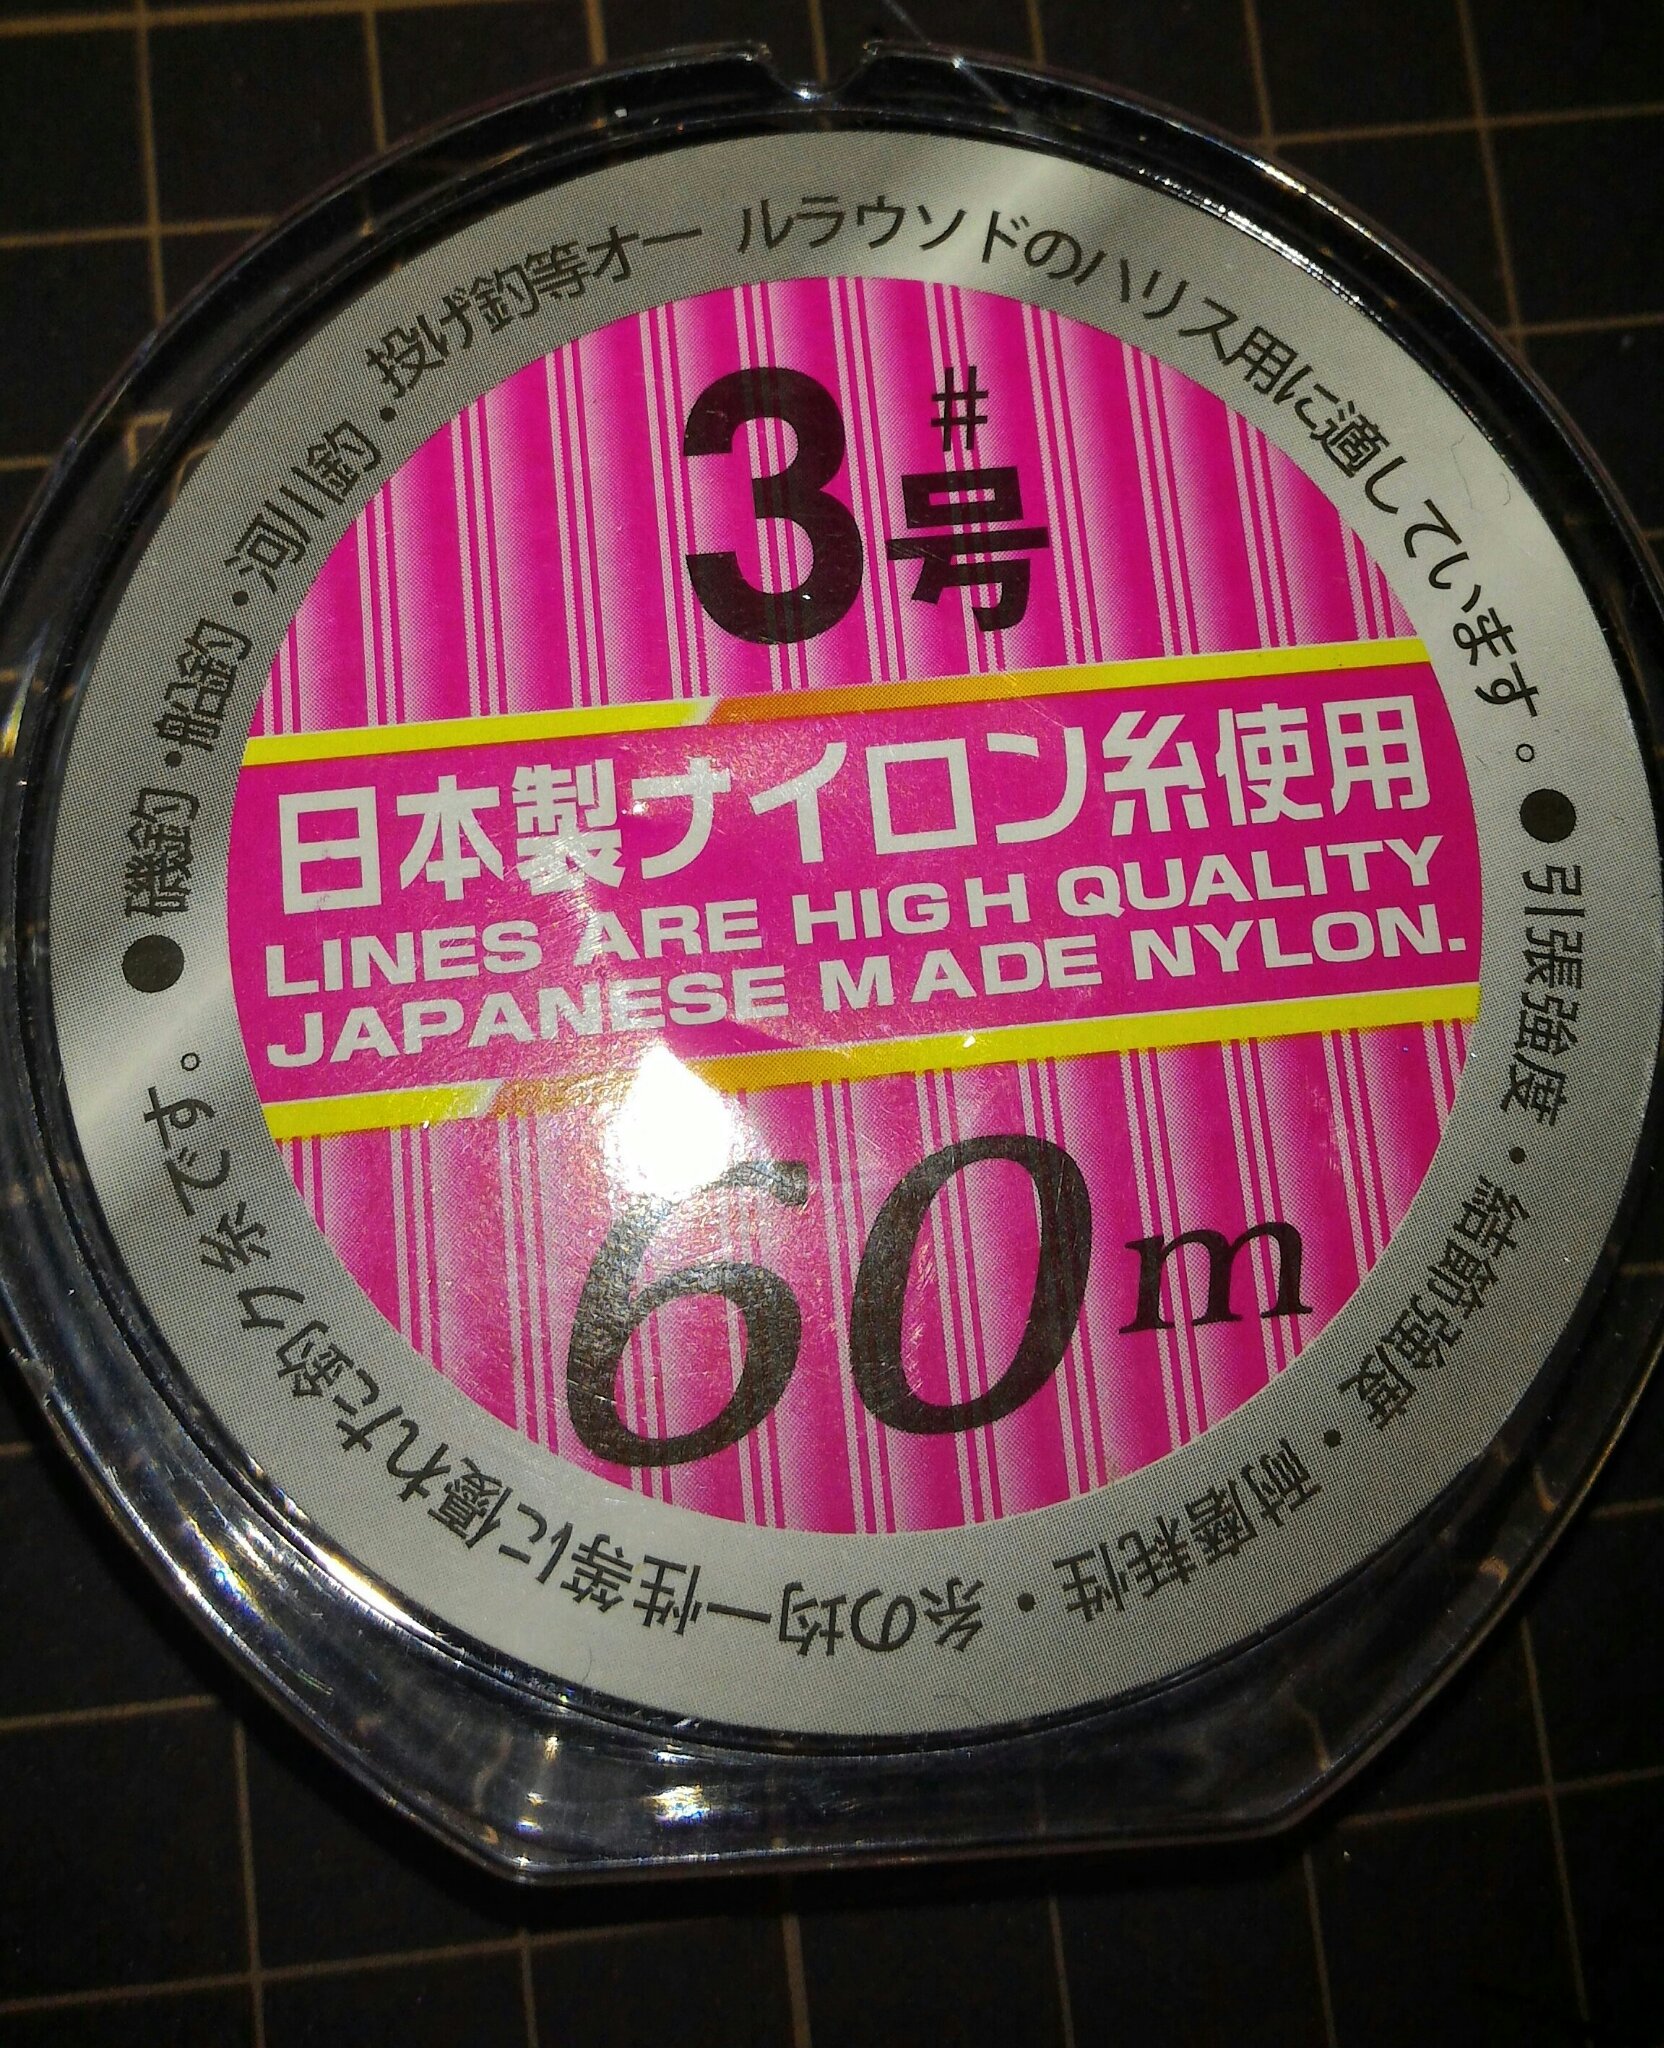 3#号
日本製ナイロン糸使用
LINES ARE HIGH QUALITY
JAPANESE MADE NYLON.
60m
●磯釣・船釣・河川釣・投げ釣等オールラウソドのハリス用に適しています。
●引張強度・結節強度・耐磨耗性・糸の均一性等に優れた釣り糸です。